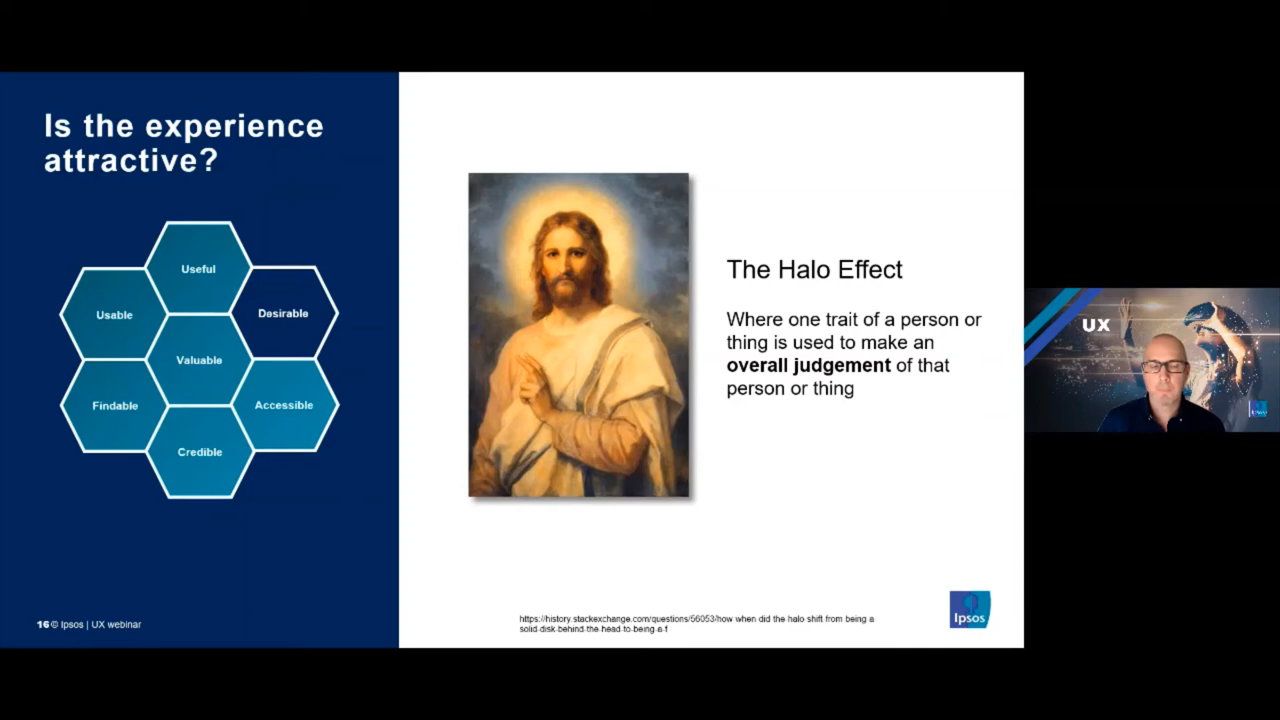 Is the experience
attractive?
Useful
Usable
Desirable
Valuable
Findable
Accessible
Credible
16 © Ipsos | UX webinar
The Halo Effect
Where one trait of a person or
thing is used to make an
overall judgement of that
person or thing
https://history.stackexchange.com/questions/56053/how when did the halo shift from being a
solid-disk-behind-the-head-to-being-a-f
Ipsos
UX